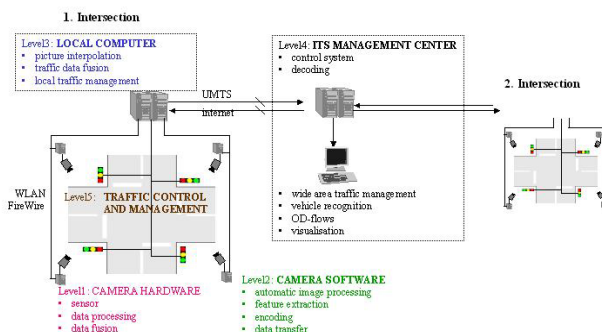 1. Intersection
Level3: LOCAL COMPUTER
▪ picture interpolation
▪ traffic data fusion
▪ local traffic management
UMTS
internet
Level4: ITS MANAGEMENT CENTER
▪ control system
▪ decoding
▪ wide area traffic management
▪ vehicle recognition
▪ OD-flows
▪ visualisation
2. Intersection
WLAN
FireWire
Level5: TRAFFIC CONTROL
AND MANAGEMENT
Level1: CAMERA HARDWARE
▪ sensor
▪ data processing
▪ data fusion
Level2: CAMERA SOFTWARE
▪ automatic image processing
▪ feature extraction
▪ encoding
▪ data transfer